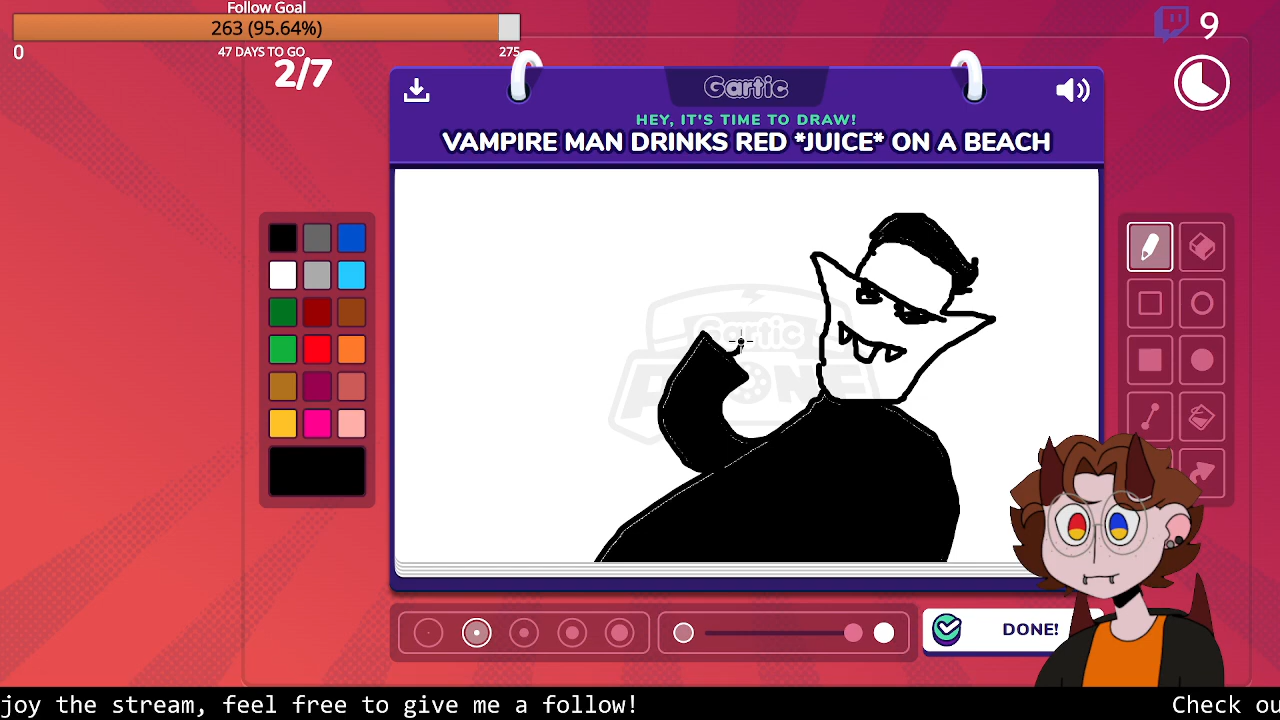 Follow Goal
263 (95.64%)
0
47 DAYS TO GO
275
2/7
9
Gartic
HEY, IT'S TIME TO DRAW!
VAMPIRE MAN DRINKS RED *JUICE* ON A BEACH
Gartic
PHONE
DONE!
joy the stream, feel free to give me a follow!
Check ou